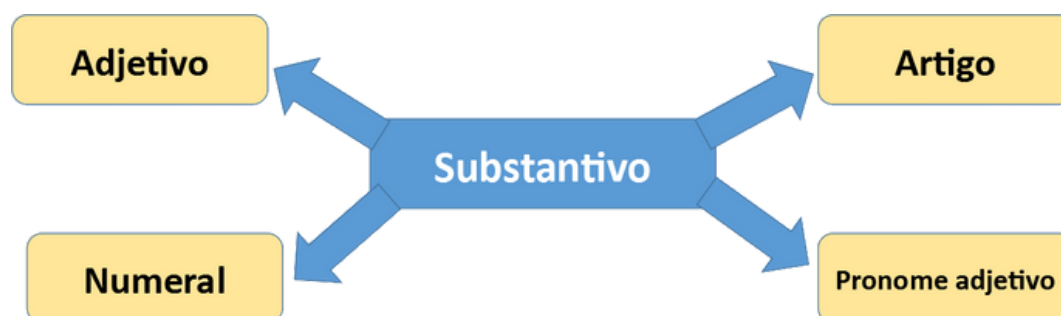 Adjetivo
Artigo
Substantivo
Numeral
Pronome adjetivo